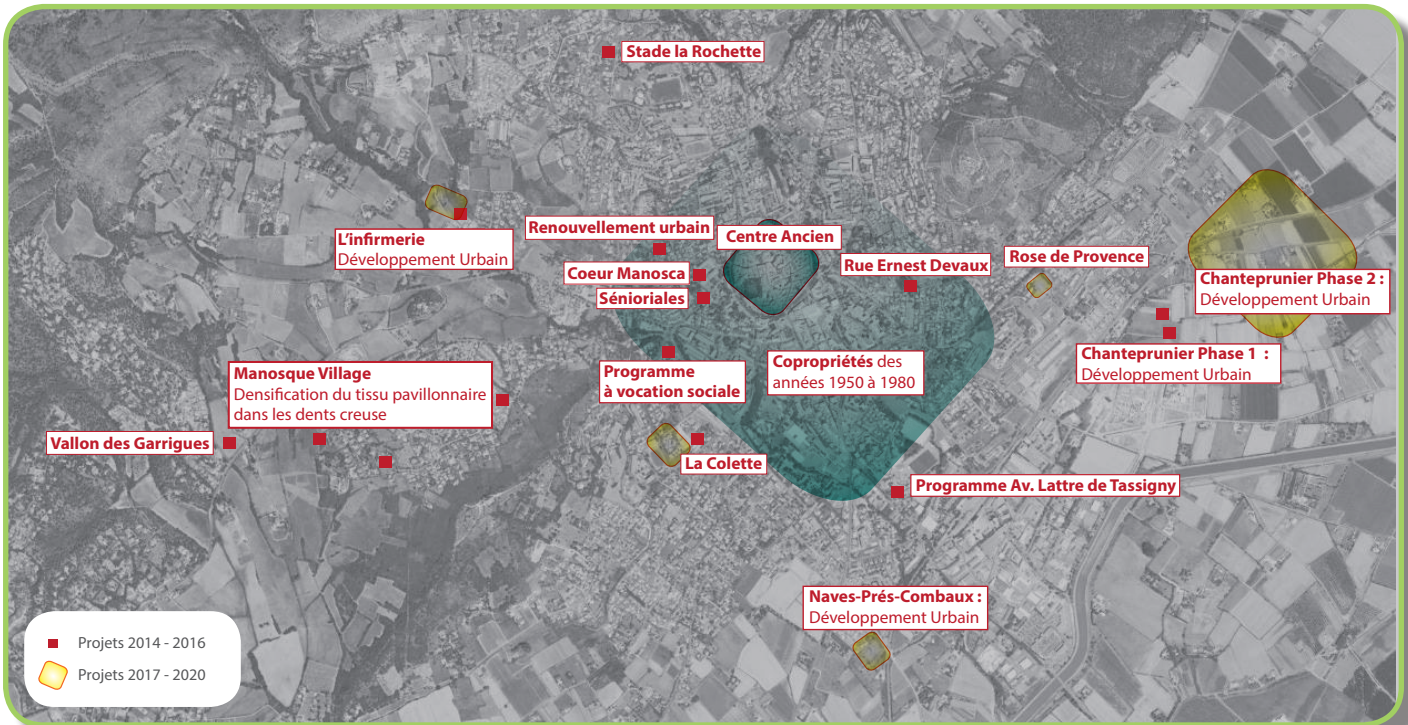 Stade la Rochette
L'infirmerie
Développement Urbain
Renouvellement urbain
Centre Ancien
Coeur Manosca
Sénioriales
Rue Ernest Devaux
Rose de Provence
Chanteprunier Phase 2 :
Développement Urbain
Chanteprunier Phase 1 :
Développement Urbain
Manosque Village
Densification du tissu pavillonnaire
dans les dents creuse
Programme
à vocation sociale
Copropriétés des
années 1950 à 1980
Vallon des Garrigues
La Colette
Programme Av. Lattre de Tassigny
Naves-Prés-Combaux :
Développement Urbain
Projets 2014 - 2016
Projets 2017 - 2020